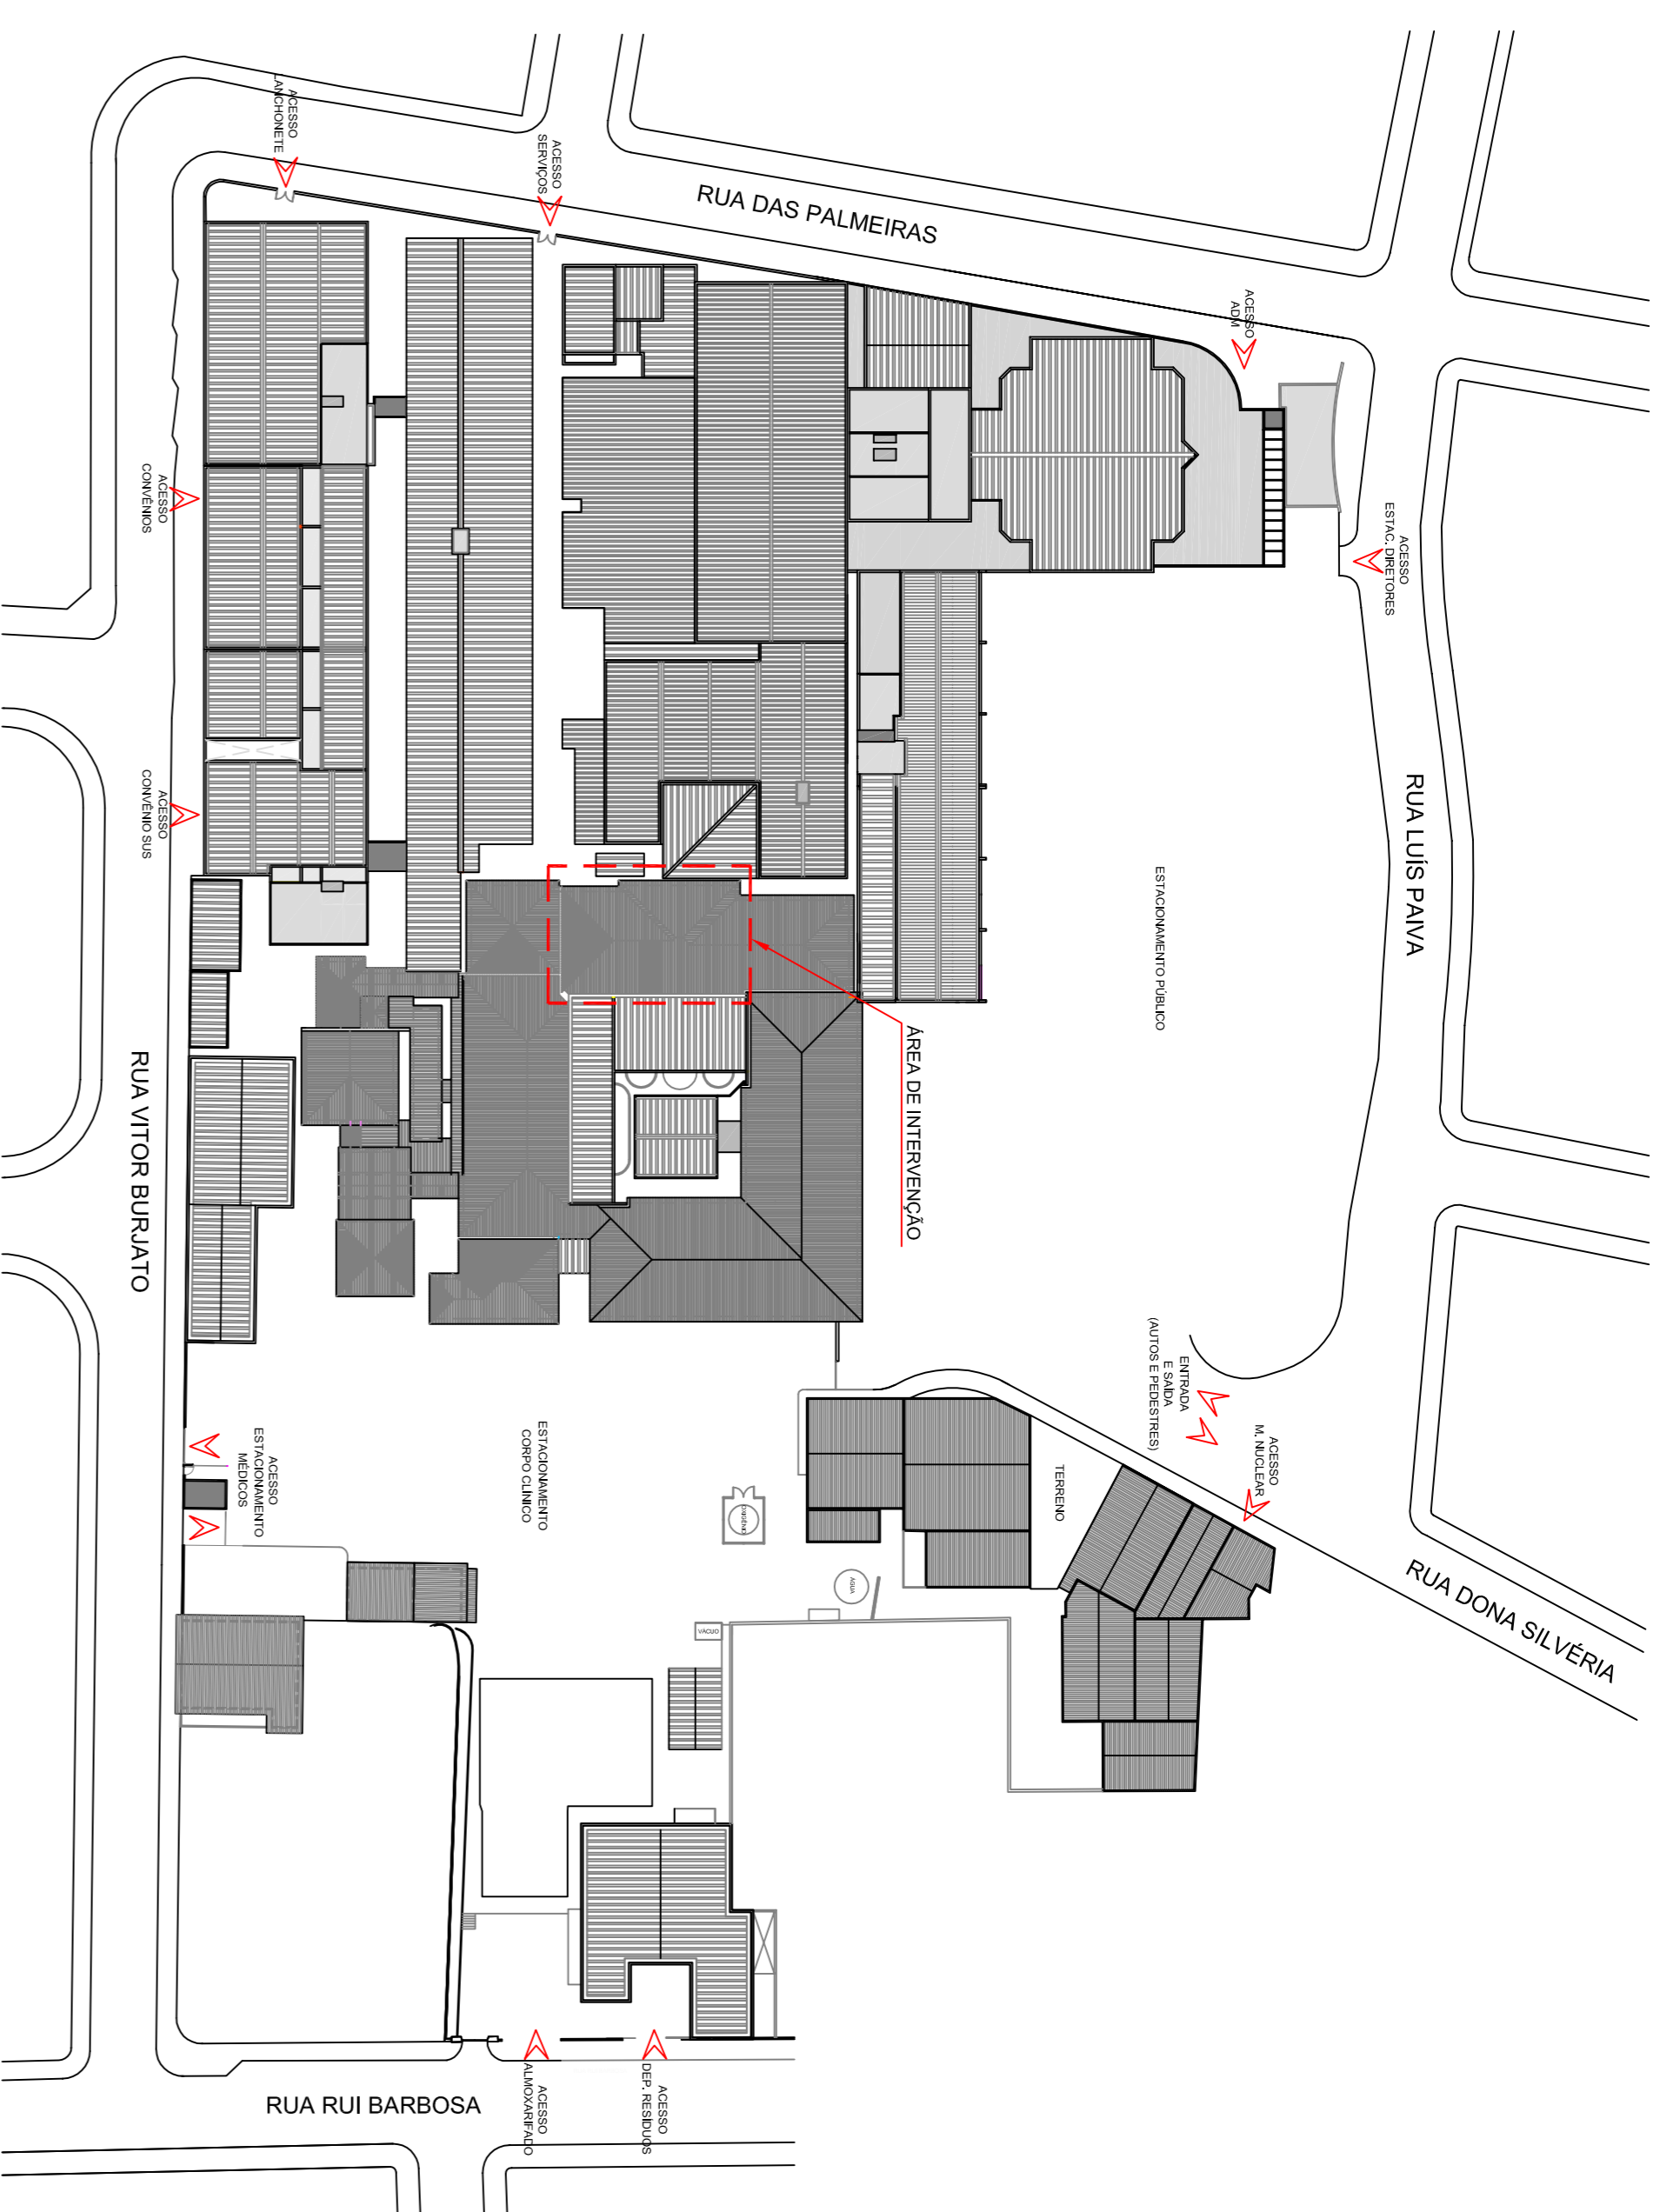 ACESSO
LANCHONETE
ACESSO
SERVIÇOS
RUA DAS PALMEIRAS
ACESSO
ADM
ACESSO
ESTAC. DIRETORES
ACESSO
CONVÊNIOS
ACESSO
CONVÊNIO SUS
RUA LUÍS PAIVA
ESTACIONAMENTO PÚBLICO
ÁREA DE INTERVENÇÃO
RUA VITOR BURJATO
ENTRADA
E SAÍDA
(AUTOS E PEDESTRES)
ACESSO
M. NUCLEAR
TERRENO
RUA DONA SILVÉRIA
ACESSO
ESTACIONAMENTO
MÉDICOS
ESTACIONAMENTO
CORPO CLÍNICO
OXIGÊNIO
ÁGUA
VÁCUO
RUA RUI BARBOSA
ACESSO
ALMOXARIFADO
ACESSO
DEP. RESÍDUOS